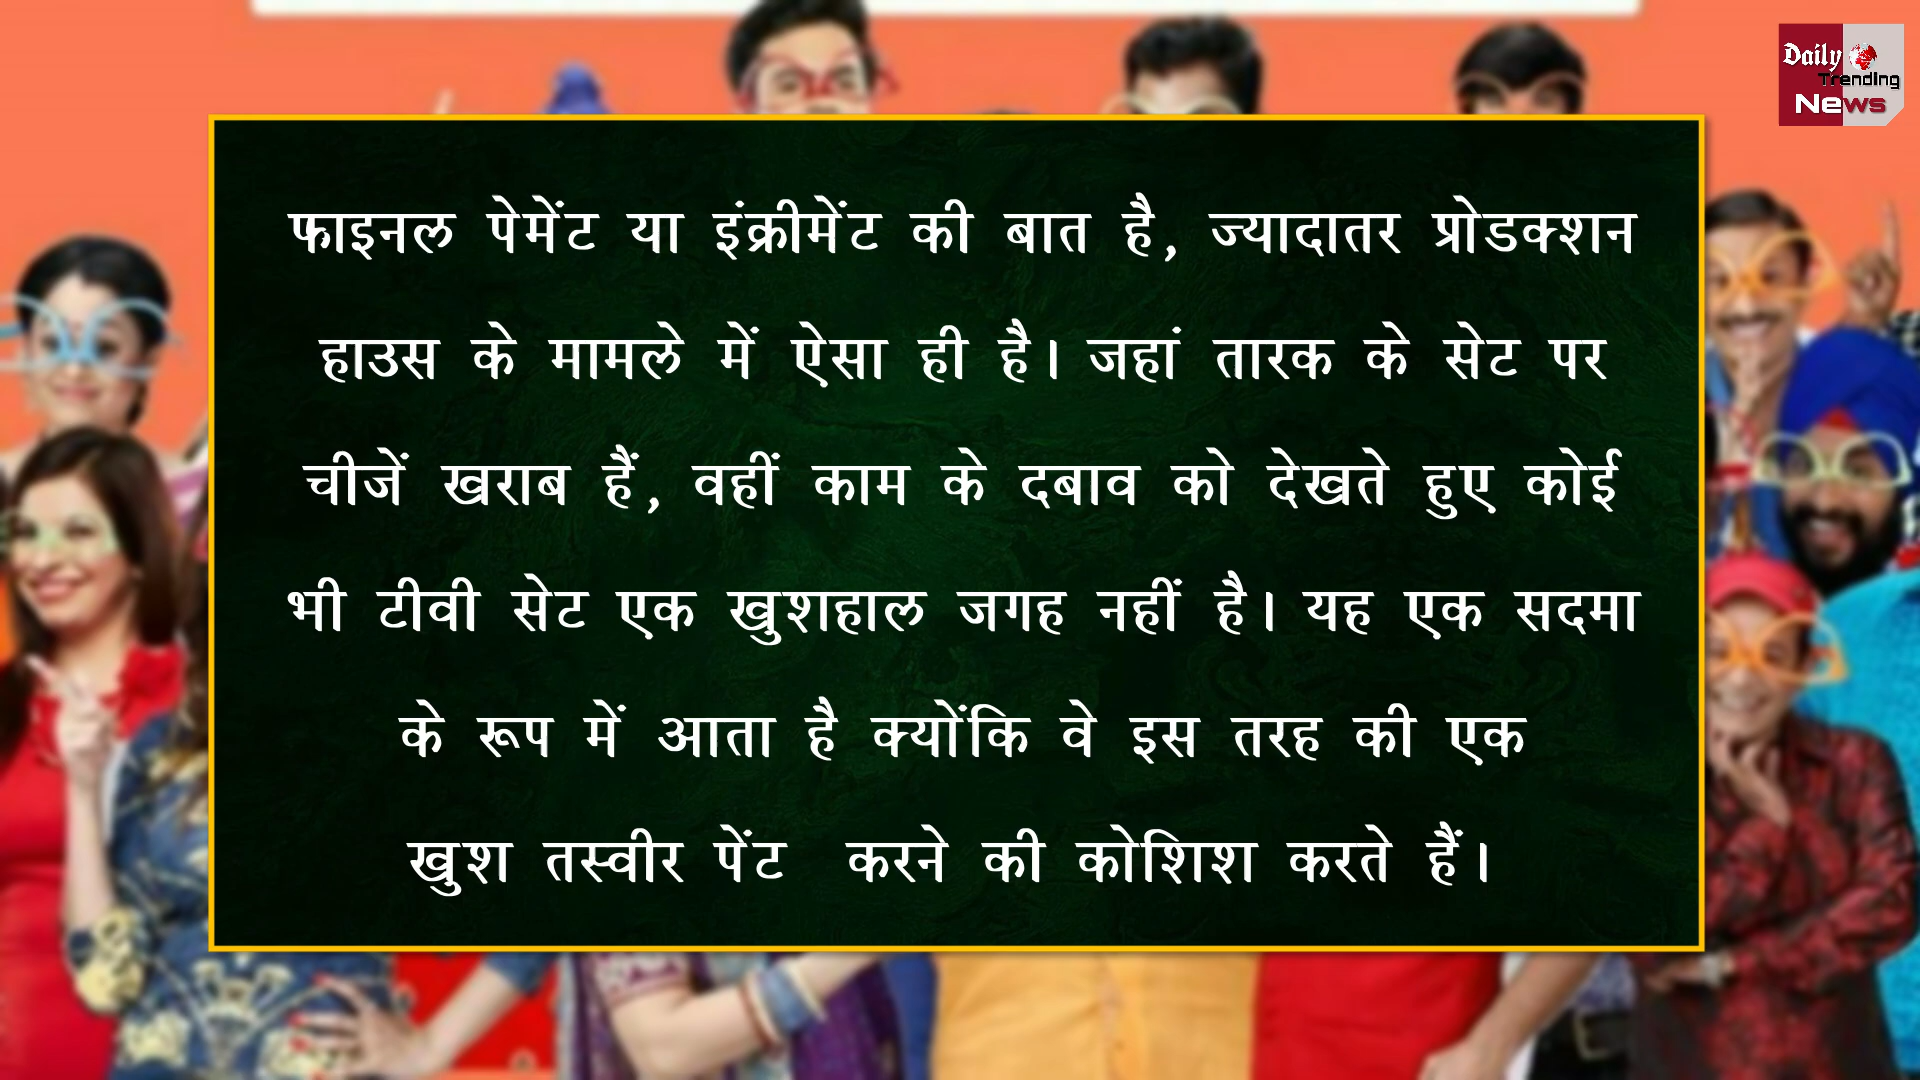 Daily
Trending
News
फाइनल पेमेंट या इंक्रीमेंट की बात है, ज्यादातर प्रोडक्शन
हाउस के मामले में ऐसा ही है। जहां तारक के सेट पर
चीजें खराब हैं, वहीं काम के दबाव को देखते हुए कोई
भी टीवी सेट एक खुशहाल जगह नहीं है। यह एक सदमा
के रूप में आता है क्योंकि वे इस तरह की एक
खुश तस्वीर पेंट करने की कोशिश करते हैं।